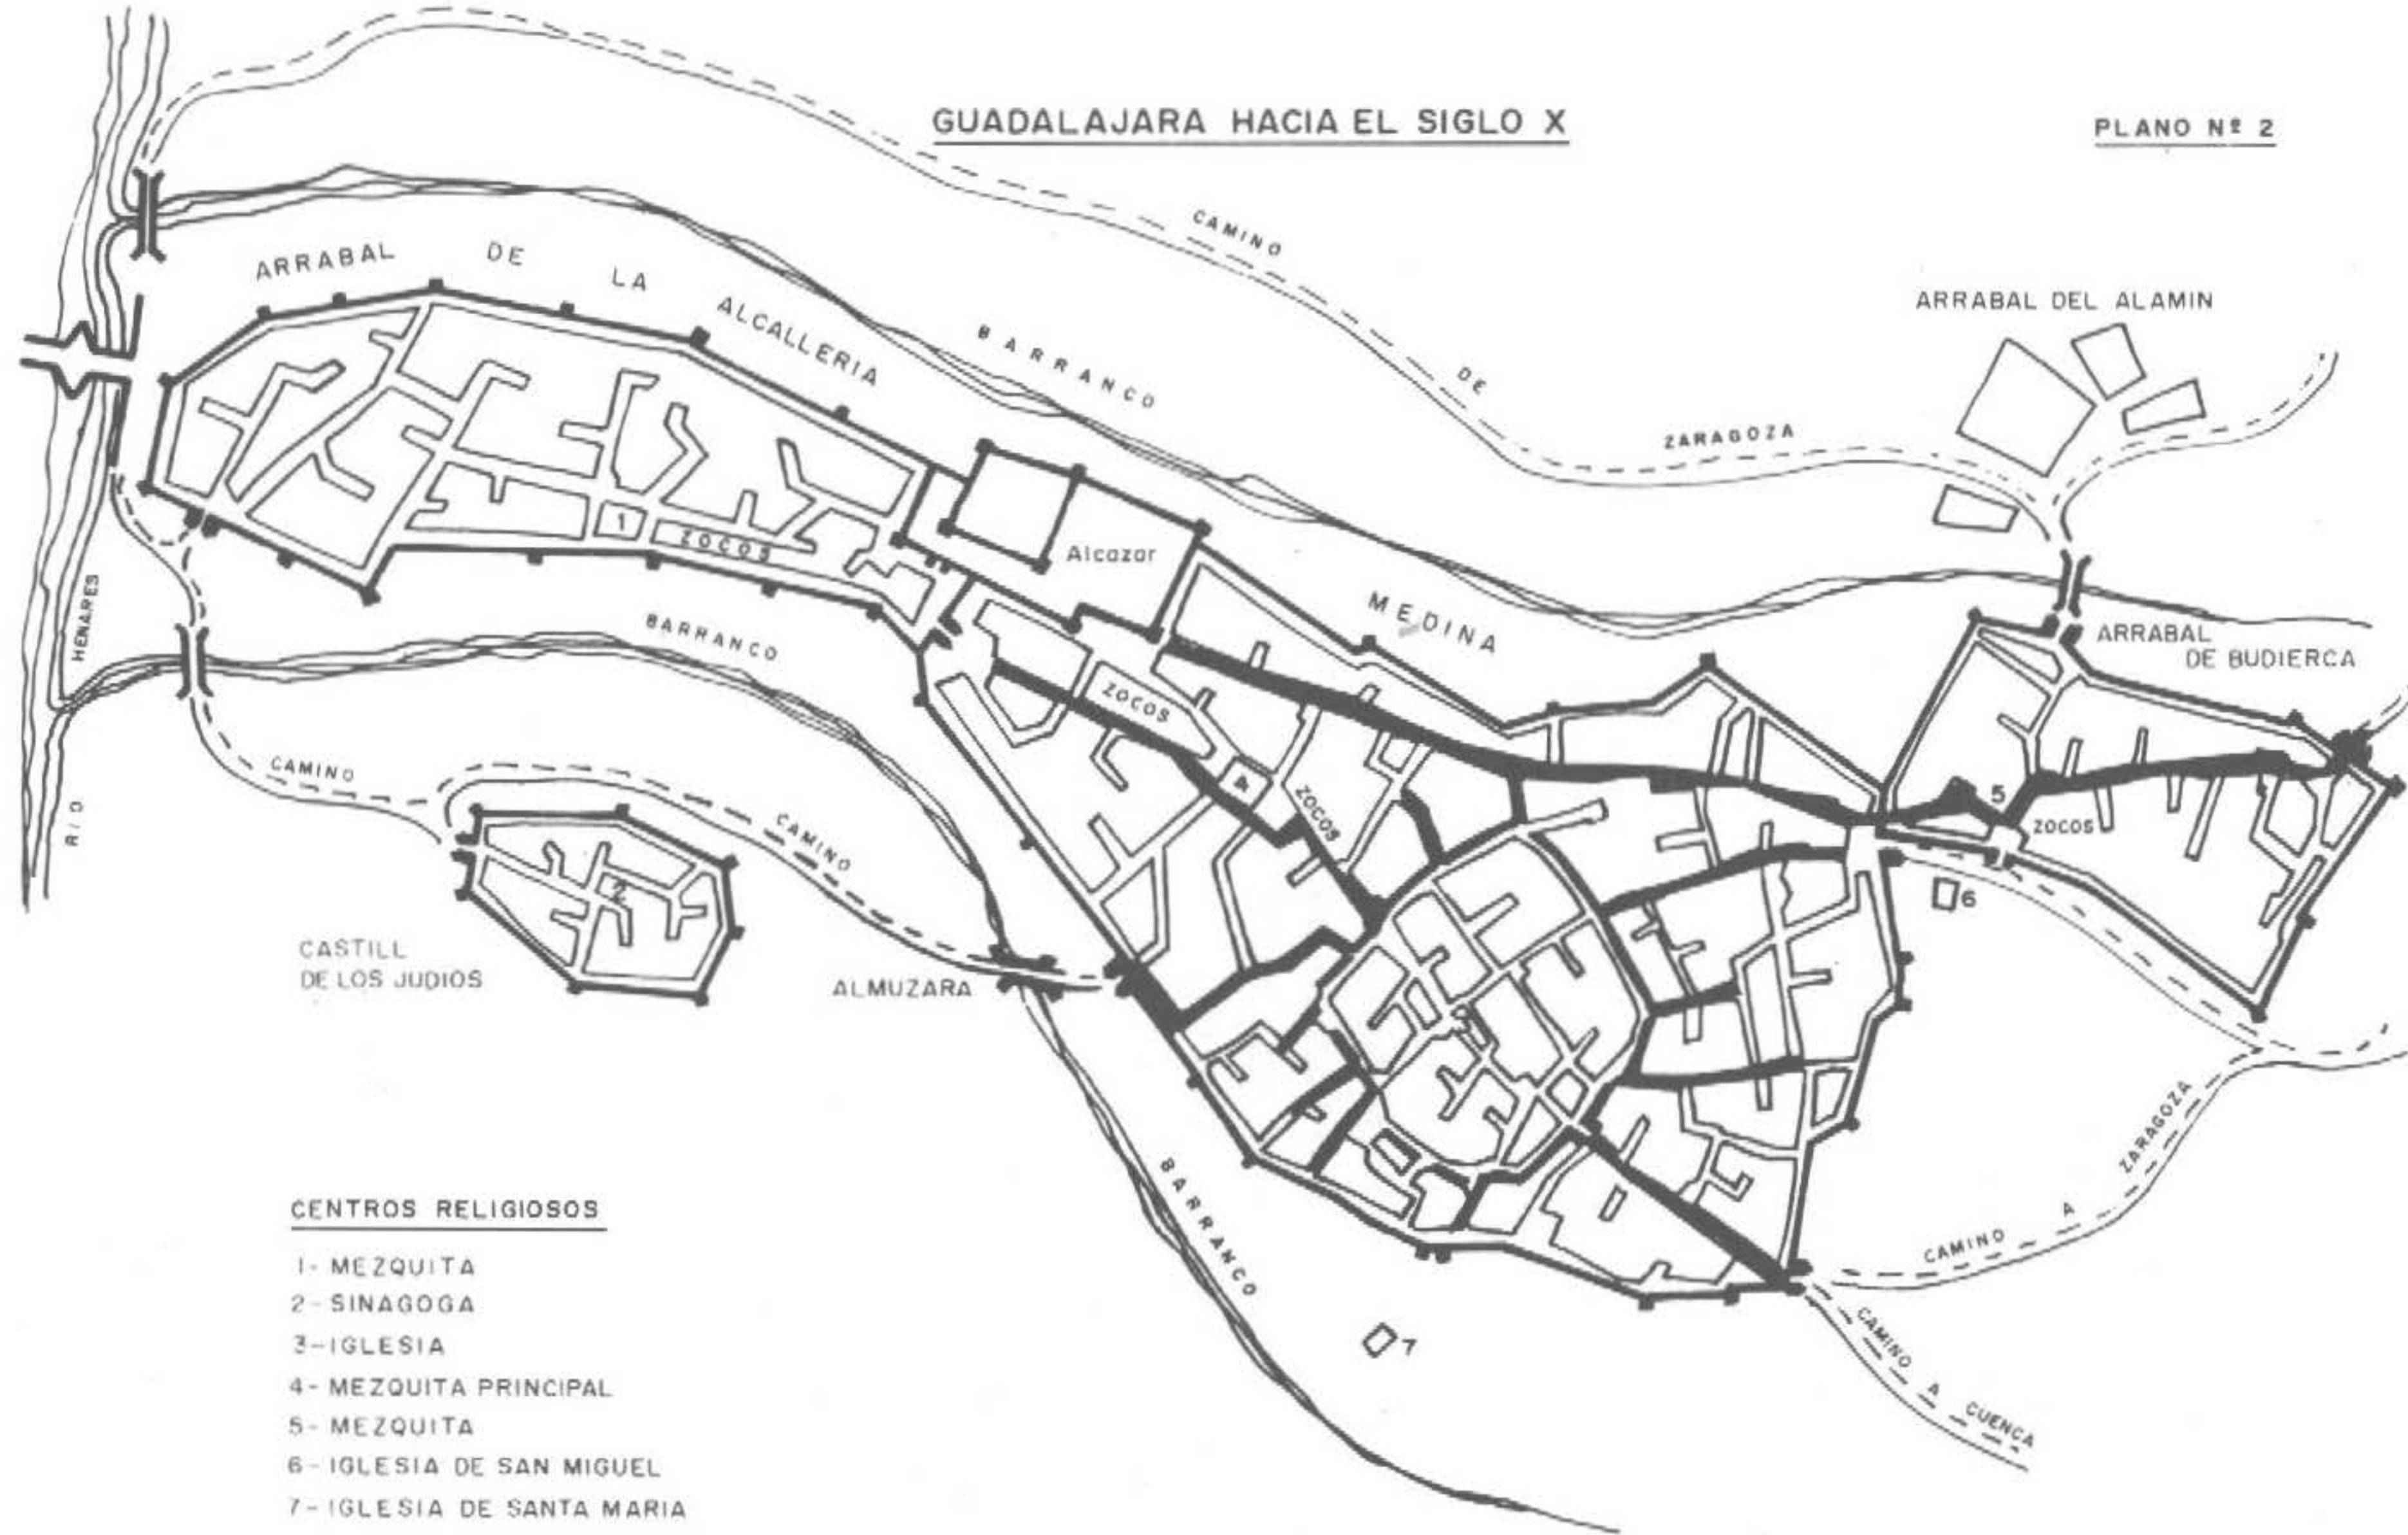 GUADALAJARA HACIA EL SIGLO X
PLANO Nº 2
CAMINO DE ZARAGOZA
ARRABAL DE LA ALCALLERIA
BARRANCO
ARRABAL DEL ALAMIN
Alcazar
MEDINA
ARRABAL
DE BUDIERCA
1
ZOCOS
RIO HENARES
BARRANCO
ZOCOS
4
ZOCOS
5
ZOCOS
6
CAMINO
CAMINO
2
CASTILL
DE LOS JUDIOS
ALMUZARA
BARRANCO
CAMINO A ZARAGOZA
CAMINO A CUENCA
7
CENTROS RELIGIOSOS
1- MEZQUITA
2- SINAGOGA
3- IGLESIA
4- MEZQUITA PRINCIPAL
5- MEZQUITA
6- IGLESIA DE SAN MIGUEL
7- IGLESIA DE SANTA MARIA